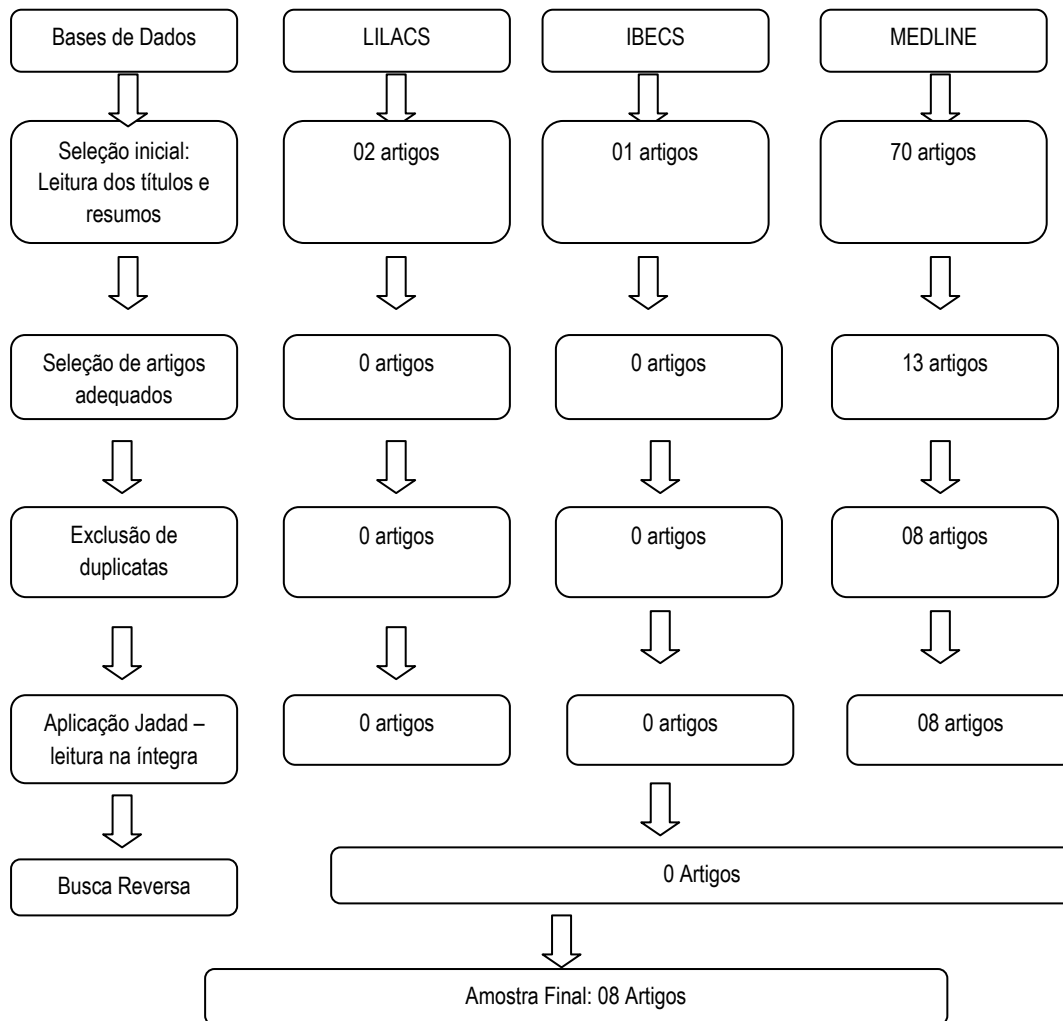 Bases de Dados
LILACS
IBECS
MEDLINE
Seleção inicial:
Leitura dos títulos e
resumos
02 artigos
01 artigos
70 artigos
Seleção de artigos
adequados
0 artigos
0 artigos
13 artigos
Exclusão de
duplicatas
0 artigos
0 artigos
08 artigos
Aplicação Jadad –
leitura na íntegra
0 artigos
0 artigos
08 artigos
Busca Reversa
0 Artigos
Amostra Final: 08 Artigos